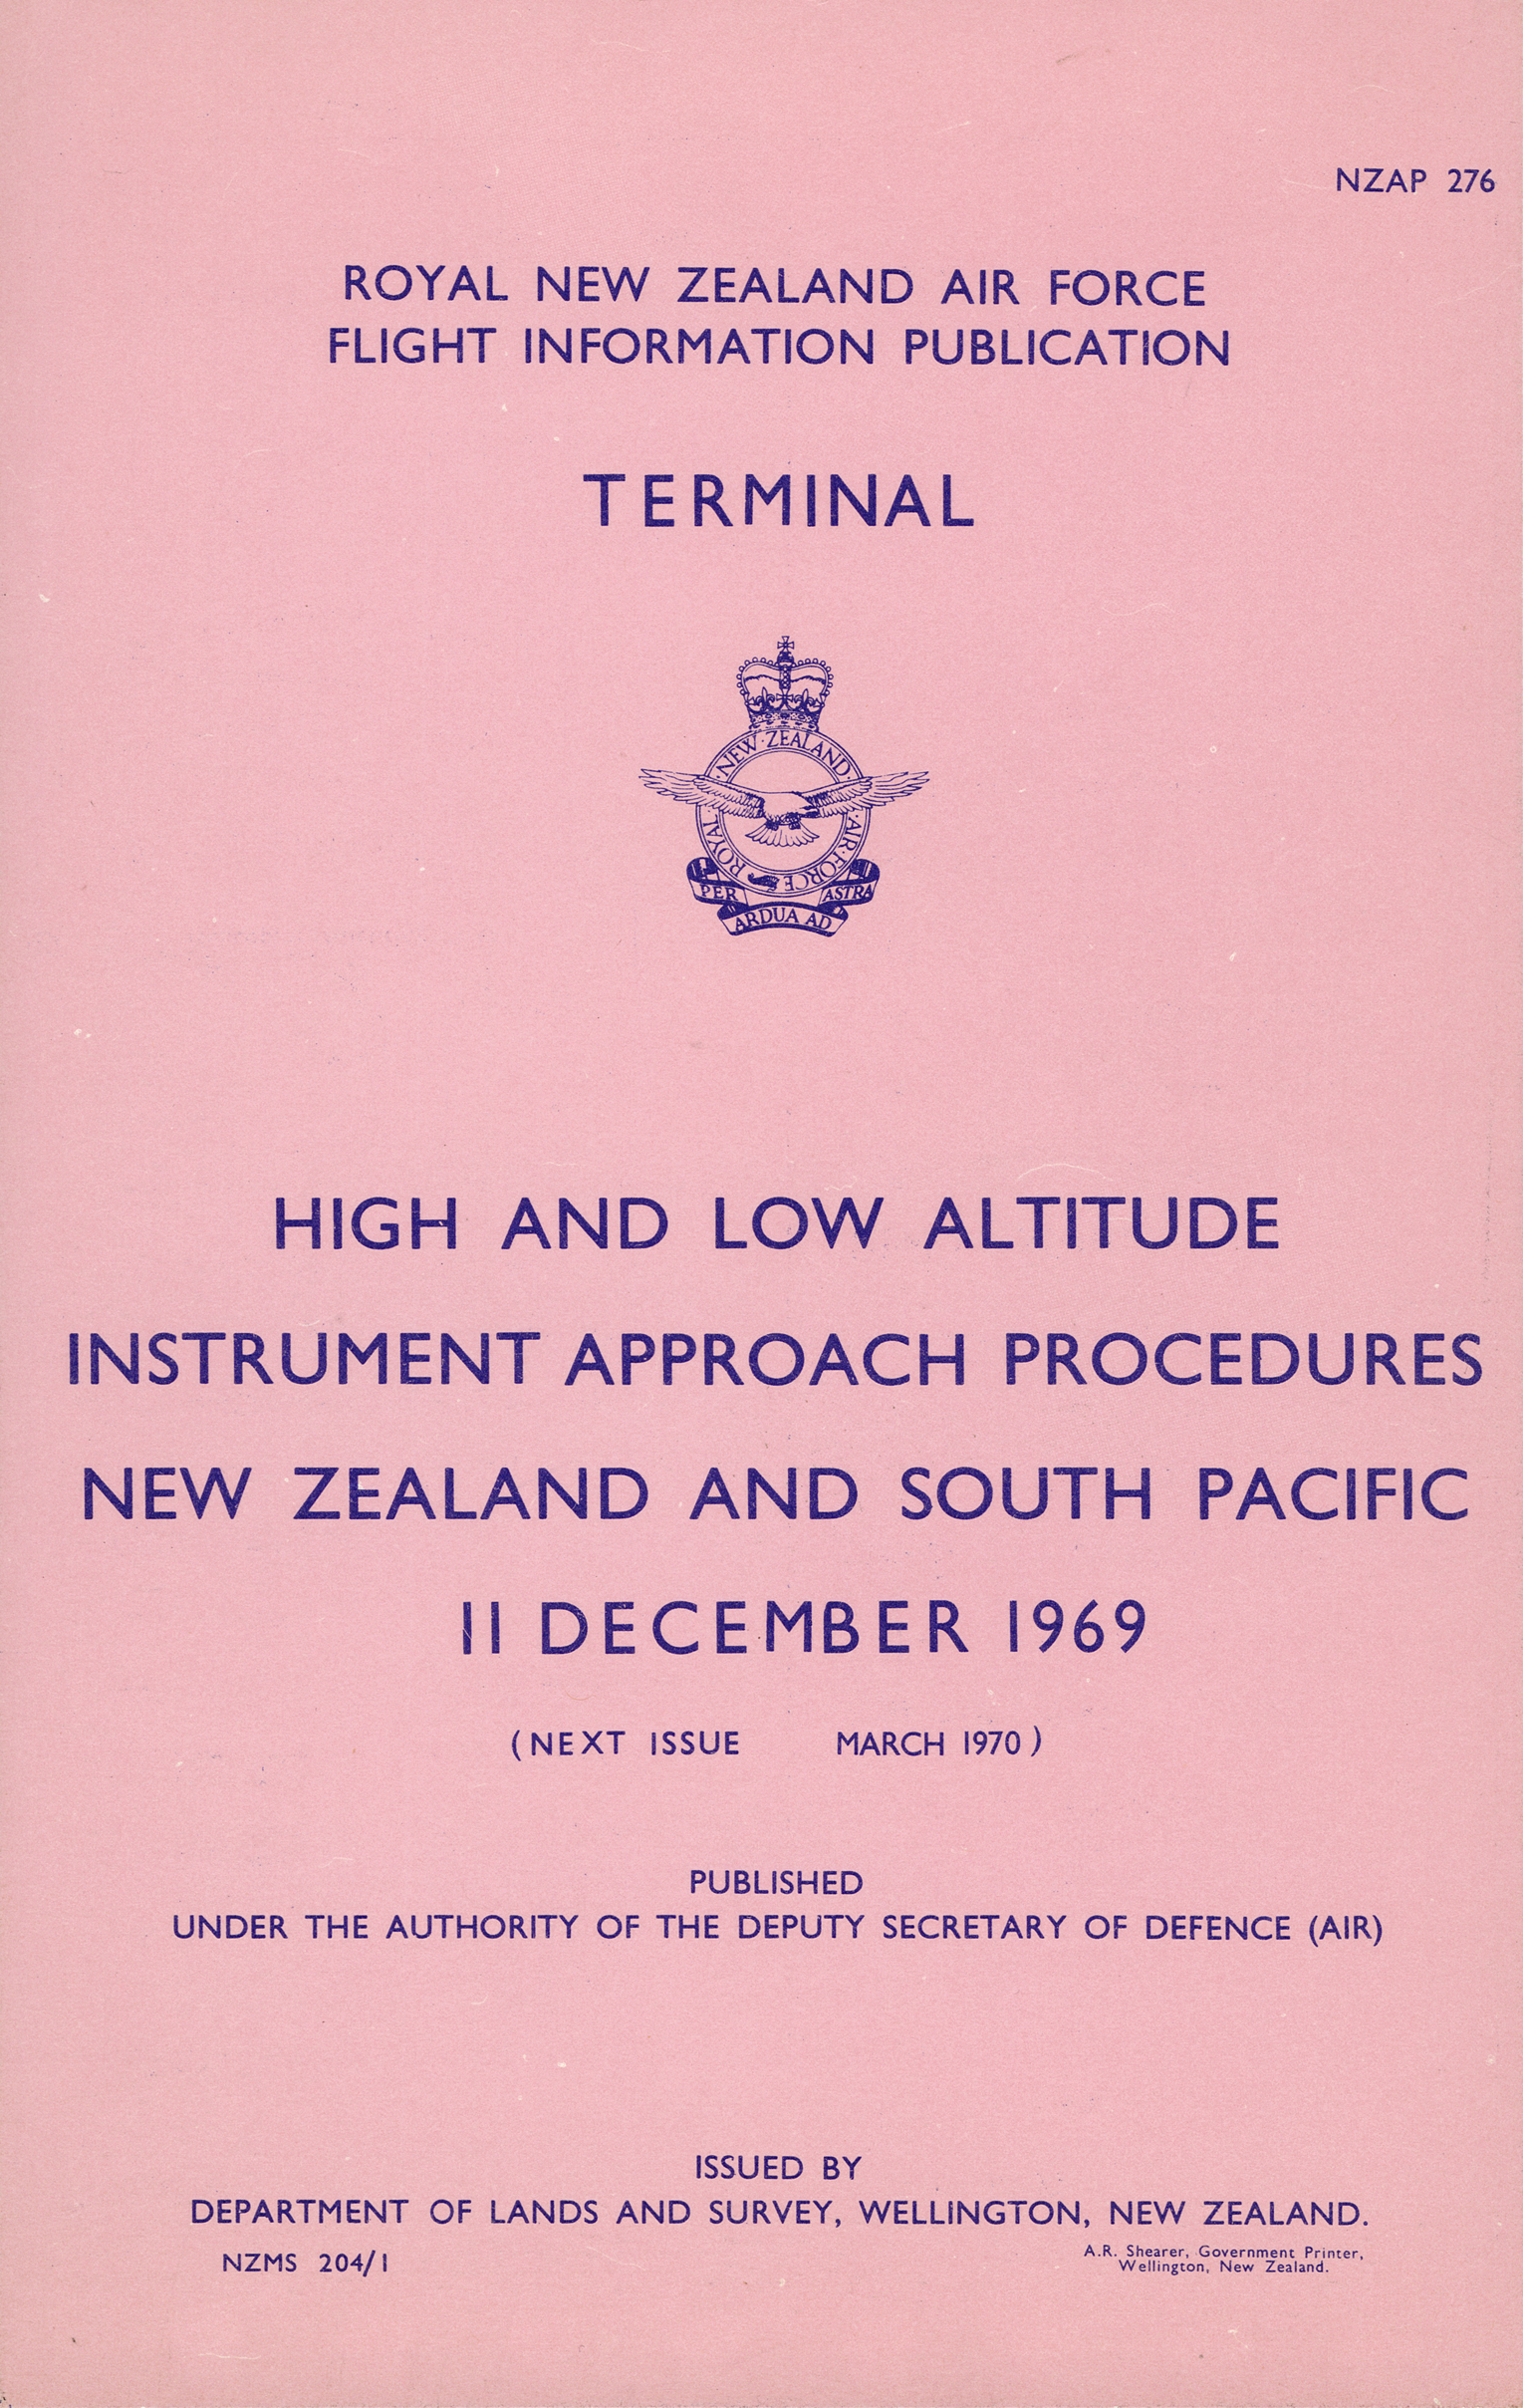 NZAP 276
ROYAL NEW ZEALAND AIR FORCE
FLIGHT INFORMATION PUBLICATION
TERMINAL
NEW · ZEALAND
ROYAL · AIR · FORCE
PER ASTRA
ARDUA AD
HIGH AND LOW ALTITUDE
INSTRUMENT APPROACH PROCEDURES
NEW ZEALAND AND SOUTH PACIFIC
11 DECEMBER 1969
(NEXT ISSUE MARCH 1970)
PUBLISHED
UNDER THE AUTHORITY OF THE DEPUTY SECRETARY OF DEFENCE (AIR)
ISSUED BY
DEPARTMENT OF LANDS AND SURVEY, WELLINGTON, NEW ZEALAND.
NZMS 204/1
A.R. Shearer, Government Printer,
Wellington, New Zealand.